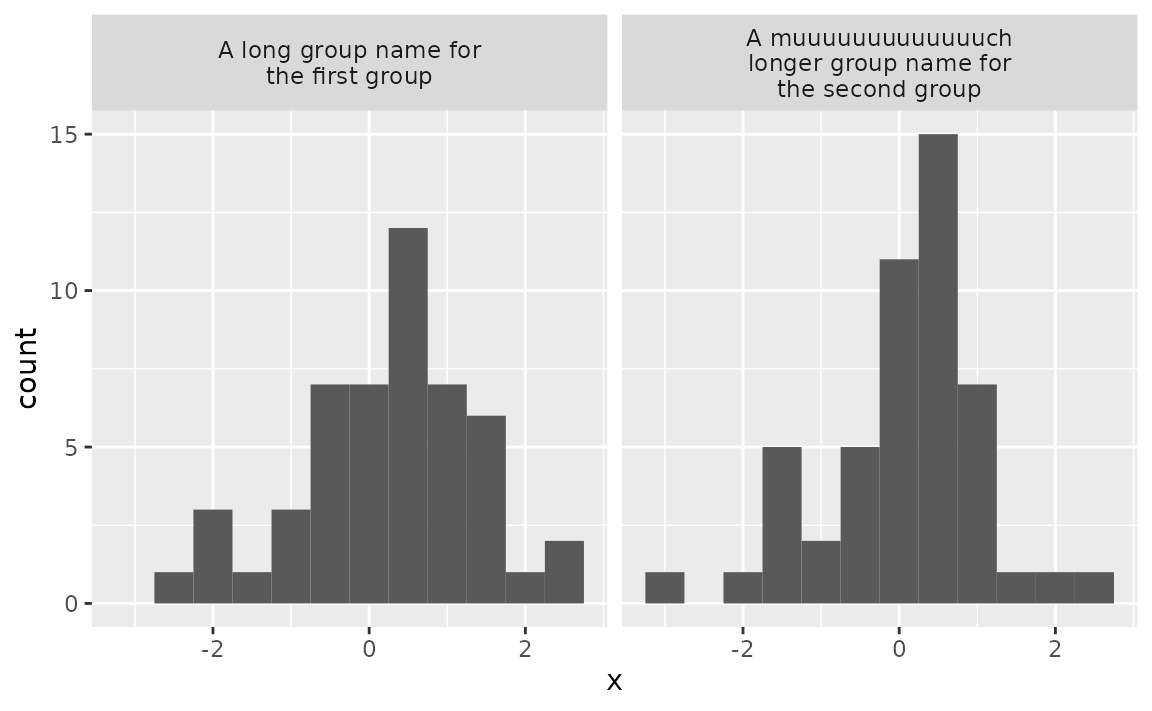 A long group name for
the first group
A muuuuuuuuuuuuuuch
longer group name for
the second group
15
10
5
0
count
-2 0 2
-2 0 2
x